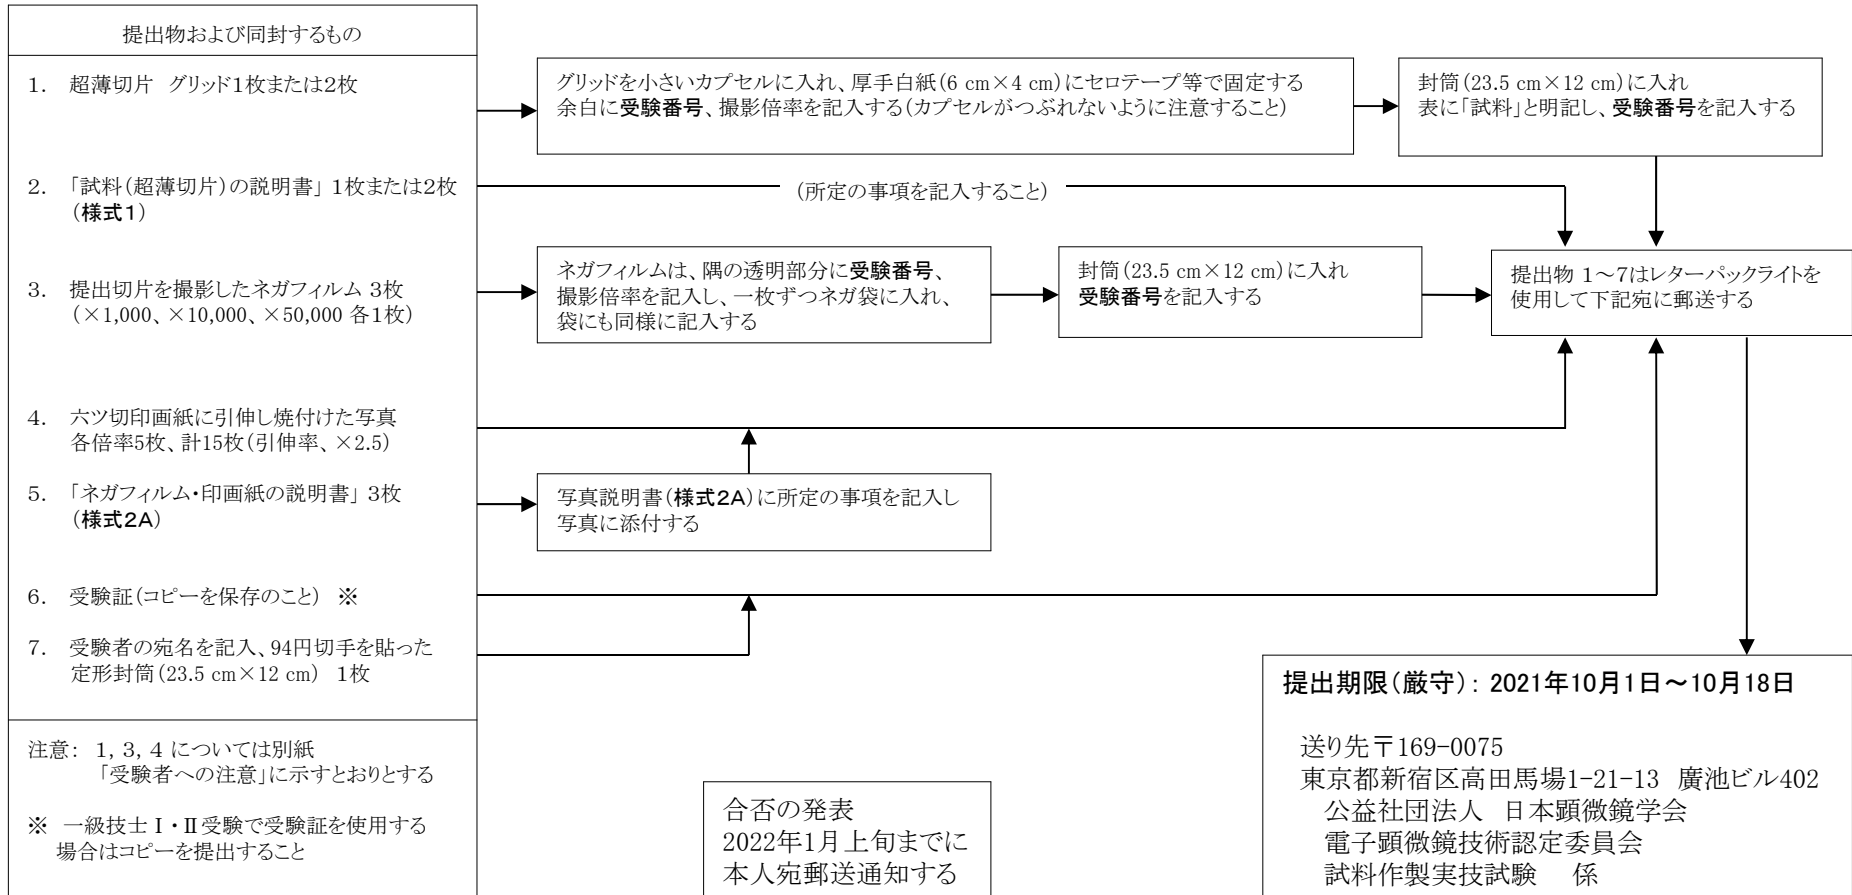 提出物および同封するもの
1. 超薄切片 グリッド1枚または2枚
グリッドを小さいカプセルに入れ、厚手白紙(6 cm×4 cm)にセロテープ等で固定する
余白に受験番号、撮影倍率を記入する(カプセルがつぶれないように注意すること)
封筒(23.5 cm×12 cm)に入れ
表に「試料」と明記し、受験番号を記入する
2. 「試料(超薄切片)の説明書」 1枚または2枚
(様式1)
(所定の事項を記入すること)
3. 提出切片を撮影したネガフィルム 3枚
(×1,000、×10,000、×50,000 各1枚)
ネガフィルムは、隅の透明部分に受験番号、
撮影倍率を記入し、一枚ずつネガ袋に入れ、
袋にも同様に記入する
封筒(23.5 cm×12 cm)に入れ
受験番号を記入する
提出物 1~7はレターパックライトを
使用して下記宛に郵送する
4. 六ツ切印画紙に引伸し焼付けた写真
各倍率5枚、計15枚(引伸率、×2.5)
5. 「ネガフィルム・印画紙の説明書」 3枚
(様式2A)
写真説明書(様式2A)に所定の事項を記入し
写真に添付する
6. 受験証(コピーを保存のこと) ※
7. 受験者の宛名を記入、94円切手を貼った
定形封筒(23.5 cm×12 cm) 1枚
注意: 1, 3, 4 については別紙
「受験者への注意」に示すとおりとする
※ 一級技士Ⅰ・Ⅱ受験で受験証を使用する
場合はコピーを提出すること
合否の発表
2022年1月上旬までに
本人宛郵送通知する
提出期限(厳守): 2021年10月1日~10月18日
送り先〒169-0075
東京都新宿区高田馬場1-21-13 廣池ビル402
公益社団法人 日本顕微鏡学会
電子顕微鏡技術認定委員会
試料作製実技試験 係